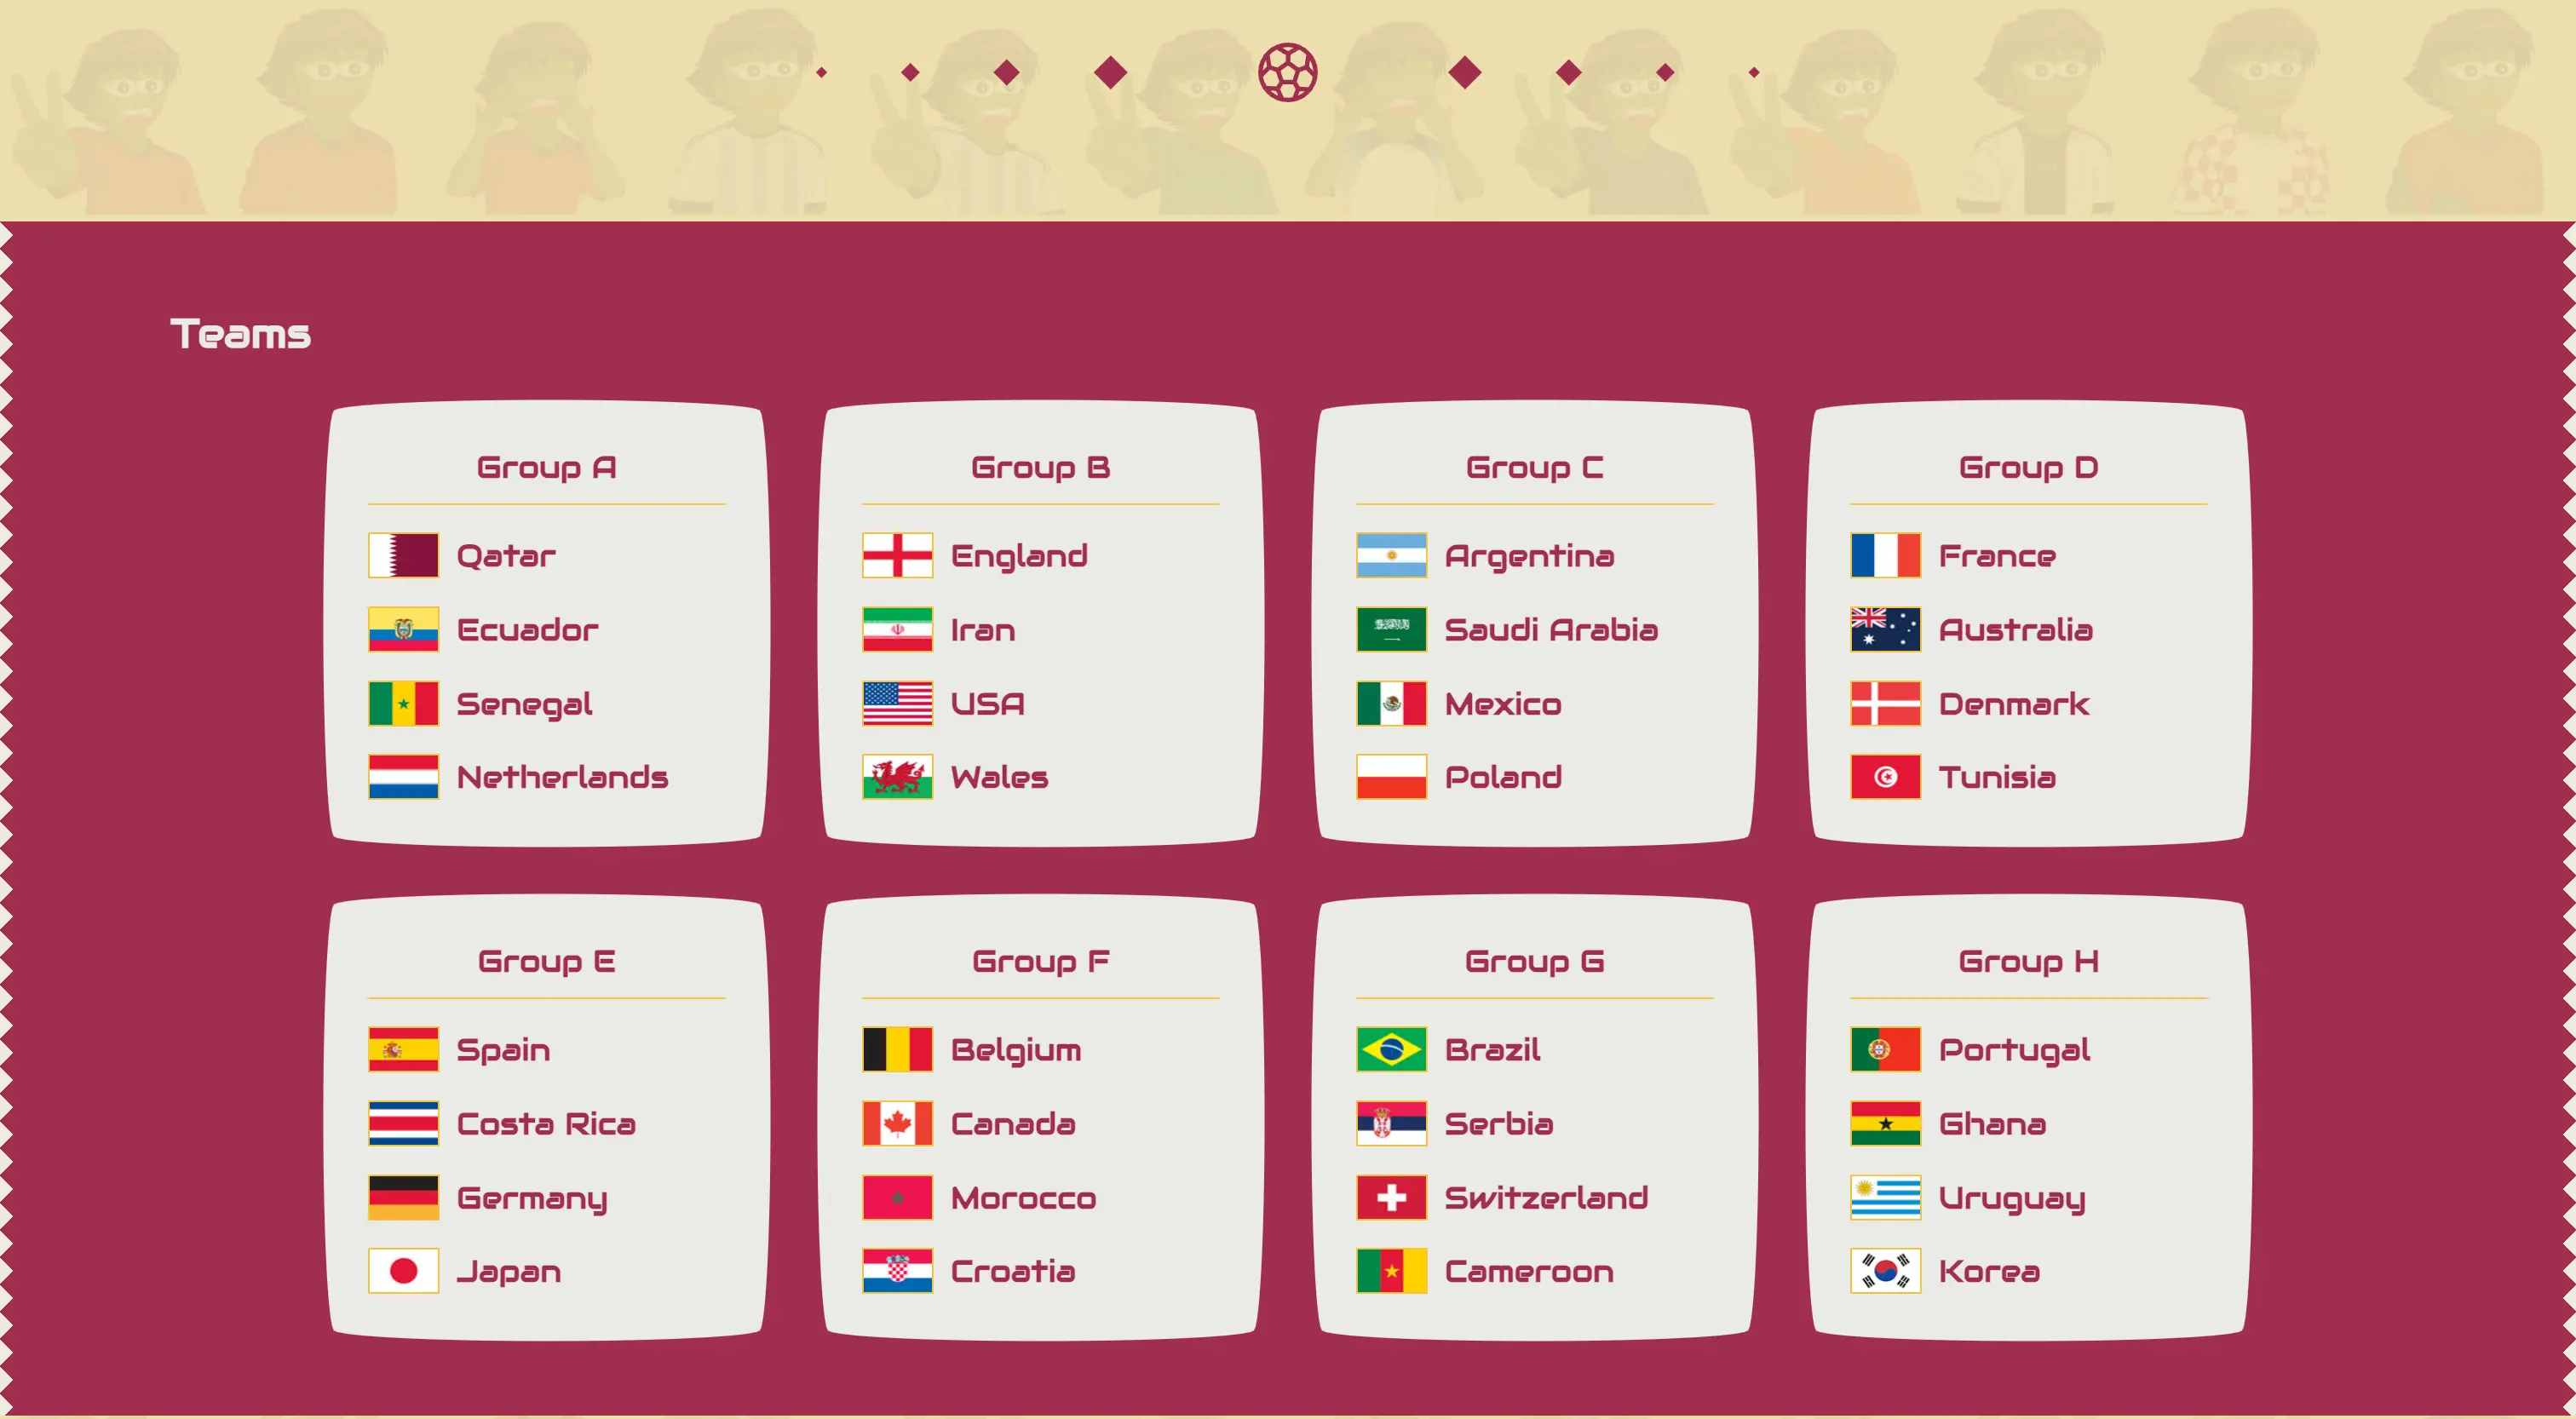 Teams
Group A
Qatar
Ecuador
Senegal
Netherlands
Group B
England
Iran
USA
Wales
Group C
Argentina
Saudi Arabia
Mexico
Poland
Group D
France
Australia
Denmark
Tunisia
Group E
Spain
Costa Rica
Germany
Japan
Group F
Belgium
Canada
Morocco
Croatia
Group G
Brazil
Serbia
Switzerland
Cameroon
Group H
Portugal
Ghana
Uruguay
Korea